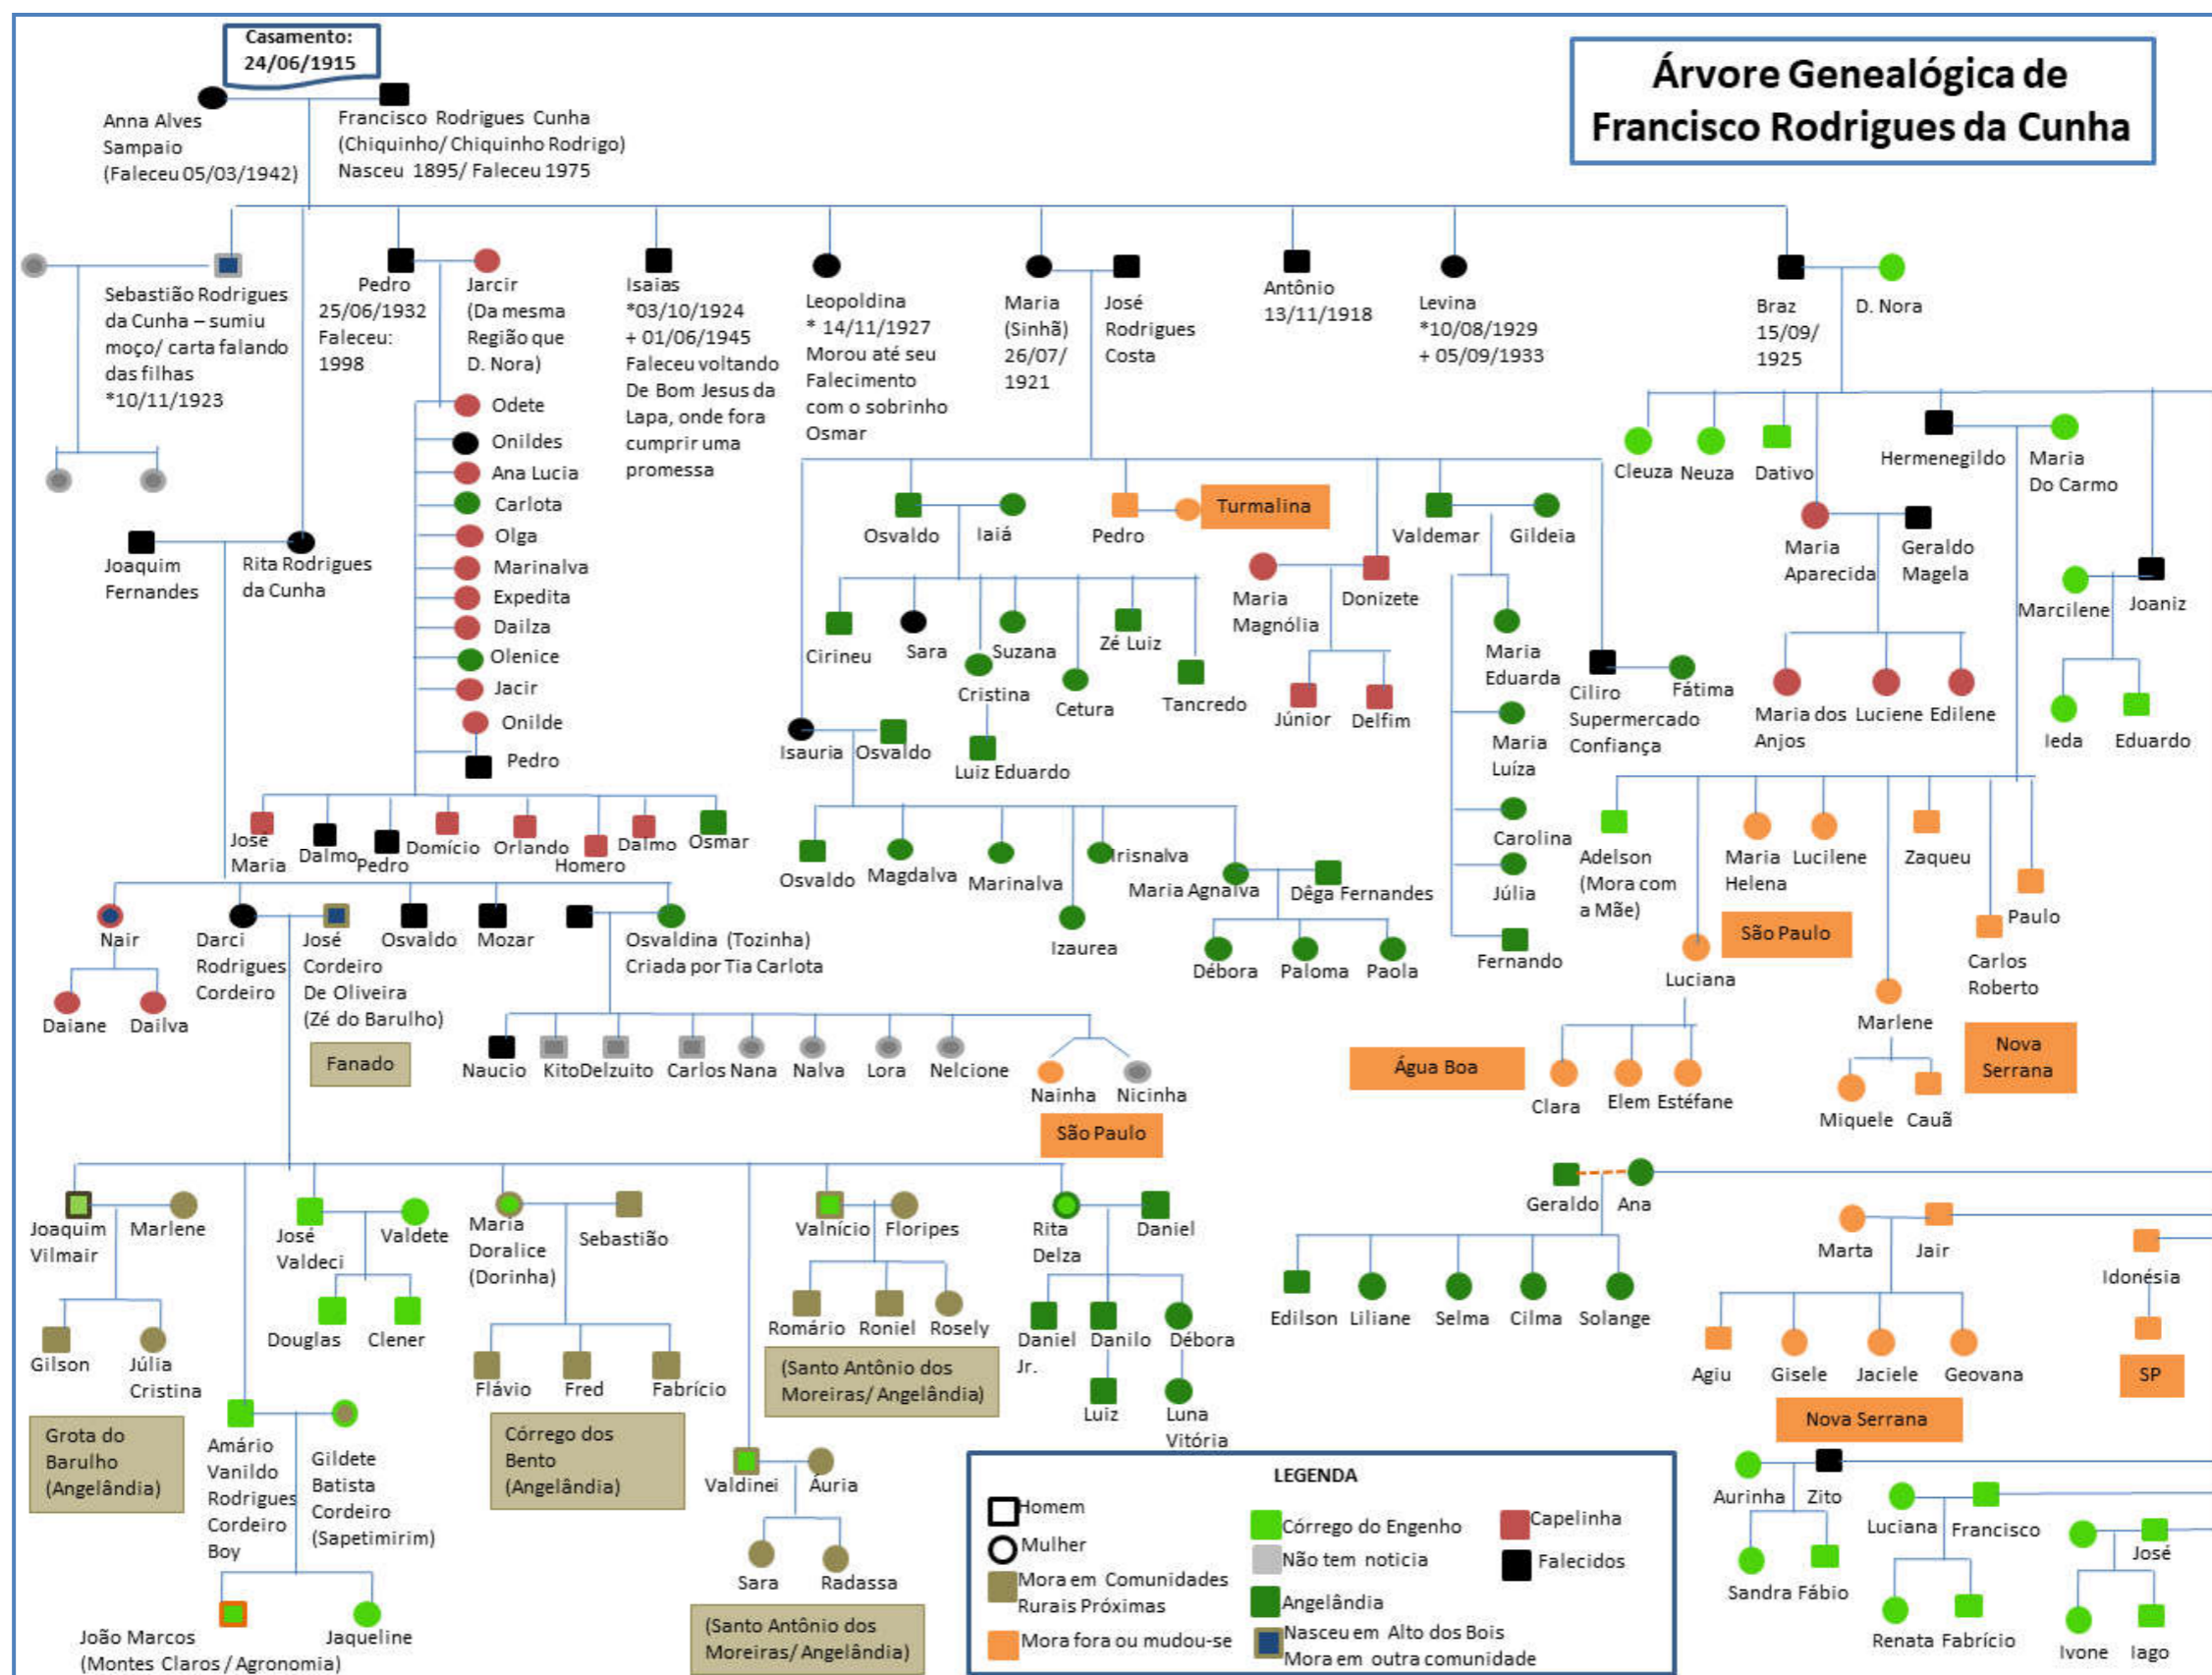 Casamento:
24/06/1915
Árvore Genealógica de
Francisco Rodrigues da Cunha
Anna Alves
Sampaio
(Faleceu 05/03/1942)
Francisco Rodrigues Cunha
(Chiquinho/ Chiquinho Rodrigo)
Nasceu 1895/ Faleceu 1975
Sebastião Rodrigues
da Cunha – sumiu
moço/ carta falando
das filhas
*10/11/1923
Pedro
25/06/1932
Faleceu:
1998
Jarcir
(Da mesma
Região que
D. Nora)
Isaias
*03/10/1924
+ 01/06/1945
Faleceu voltando
De Bom Jesus da
Lapa, onde fora
cumprir uma
promessa
Leopoldina
* 14/11/1927
Morou até seu
Falecimento
com o sobrinho
Osmar
Maria
(Sinhã)
26/07/
1921
José
Rodrigues
Costa
Antônio
13/11/1918
Levina
*10/08/1929
+ 05/09/1933
Braz
15/09/
1925
D. Nora
Odete
Onildes
Ana Lucia
Carlota
Olga
Marinalva
Expedita
Dailza
Olenice
Jacir
Onilde
Pedro
Joaquim
Fernandes
Rita Rodrigues
da Cunha
Cleuza
Neuza
Dativo
Hermenegildo
Maria
Do Carmo
Osvaldo
Iaiá
Pedro
Turmalina
Valdemar
Gildeia
Maria
Aparecida
Geraldo
Magela
Marcilene
Joaniz
Maria
Magnólia
Donizete
Cirineu
Sara
Suzana
Zé Luiz
Cristina
Cetura
Tancredo
Júnior
Delfim
Maria
Eduarda
Ciliro
Supermercado
Confiança
Fátima
Maria dos
Anjos
Luciene
Edilene
Ieda
Eduardo
Isauria
Osvaldo
Luiz Eduardo
Maria
Luíza
Carolina
Júlia
Fernando
José
Maria
Dalmo
Pedro
Domício
Orlando
Homero
Dalmo
Osmar
Osvaldo
Magdalva
Marinalva
Irisnalva
Maria Agnalva
Dêga Fernandes
Izaurea
Débora
Paloma
Paola
Adelson
(Mora com
a Mãe)
Maria
Helena
Lucilene
Zaqueu
Paulo
São Paulo
Luciana
Carlos
Roberto
Marlene
Nova
Serrana
Água Boa
Clara
Elem
Estéfane
Miquele
Cauã
Nair
Darci
Rodrigues
Cordeiro
José
Cordeiro
De Oliveira
(Zé do Barulho)
Osvaldo
Mozar
Osvaldina (Tozinha)
Criada por Tia Carlota
Daiane
Dailva
Fanado
Naucio
Kito
Delzuito
Carlos
Nana
Nalva
Lora
Nelcione
Nainha
Nicinha
São Paulo
Geraldo
Ana
Joaquim
Vilmair
Marlene
José
Valdeci
Valdete
Maria
Doralice
(Dorinha)
Sebastião
Valnício
Floripes
Rita
Delza
Daniel
Marta
Jair
Idonésia
Edilson
Liliane
Selma
Cilma
Solange
Gilson
Júlia
Cristina
Douglas
Clener
Flávio
Fred
Fabrício
Romário
Roniel
Rosely
Daniel
Jr.
Danilo
Débora
Agiu
Gisele
Jaciele
Geovana
SP
Nova Serrana
(Santo Antônio dos
Moreiras/ Angelândia)
Luiz
Luna
Vitória
Grota do
Barulho
(Angelândia)
Amário
Vanildo
Rodrigues
Cordeiro
Boy
Gildete
Batista
Cordeiro
(Sapetimirim)
Córrego dos
Bento
(Angelândia)
Valdinei
Áuria
Sara
Radassa
(Santo Antônio dos
Moreiras/ Angelândia)
João Marcos
(Montes Claros / Agronomia)
Jaqueline
Aurinha
Zito
Luciana
Francisco
José
Sandra
Fábio
Renata
Fabrício
Ivone
Iago
LEGENDA
Homem
Mulher
Mora em Comunidades
Rurais Próximas
Mora fora ou mudou-se
Córrego do Engenho
Não tem noticia
Angelândia
Nasceu em Alto dos Bois
Mora em outra comunidade
Capelinha
Falecidos